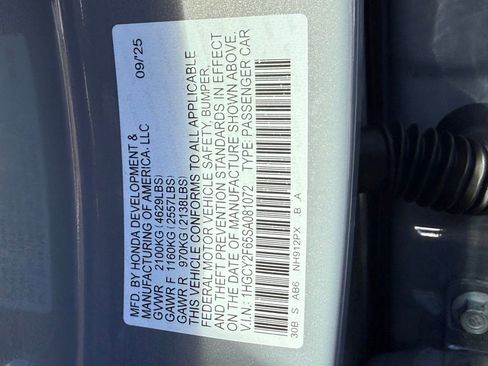 MFD. BY HONDA DEVELOPMENT & 09/25
MANUFACTURING OF AMERICA, LLC
GVWR 2100KG (4629LBS)
GAWR F 1160KG (2557LBS)
GAWR R 970KG (2138LBS)
THIS VEHICLE CONFORMS TO ALL APPLICABLE
FEDERAL MOTOR VEHICLE SAFETY, BUMPER,
AND THEFT PREVENTION STANDARDS IN EFFECT
ON THE DATE OF MANUFACTURE SHOWN ABOVE.
V.I.N.: 1HGCY2F65SA081072 TYPE: PASSENGER CAR
30B S AB6 NH912PX B A